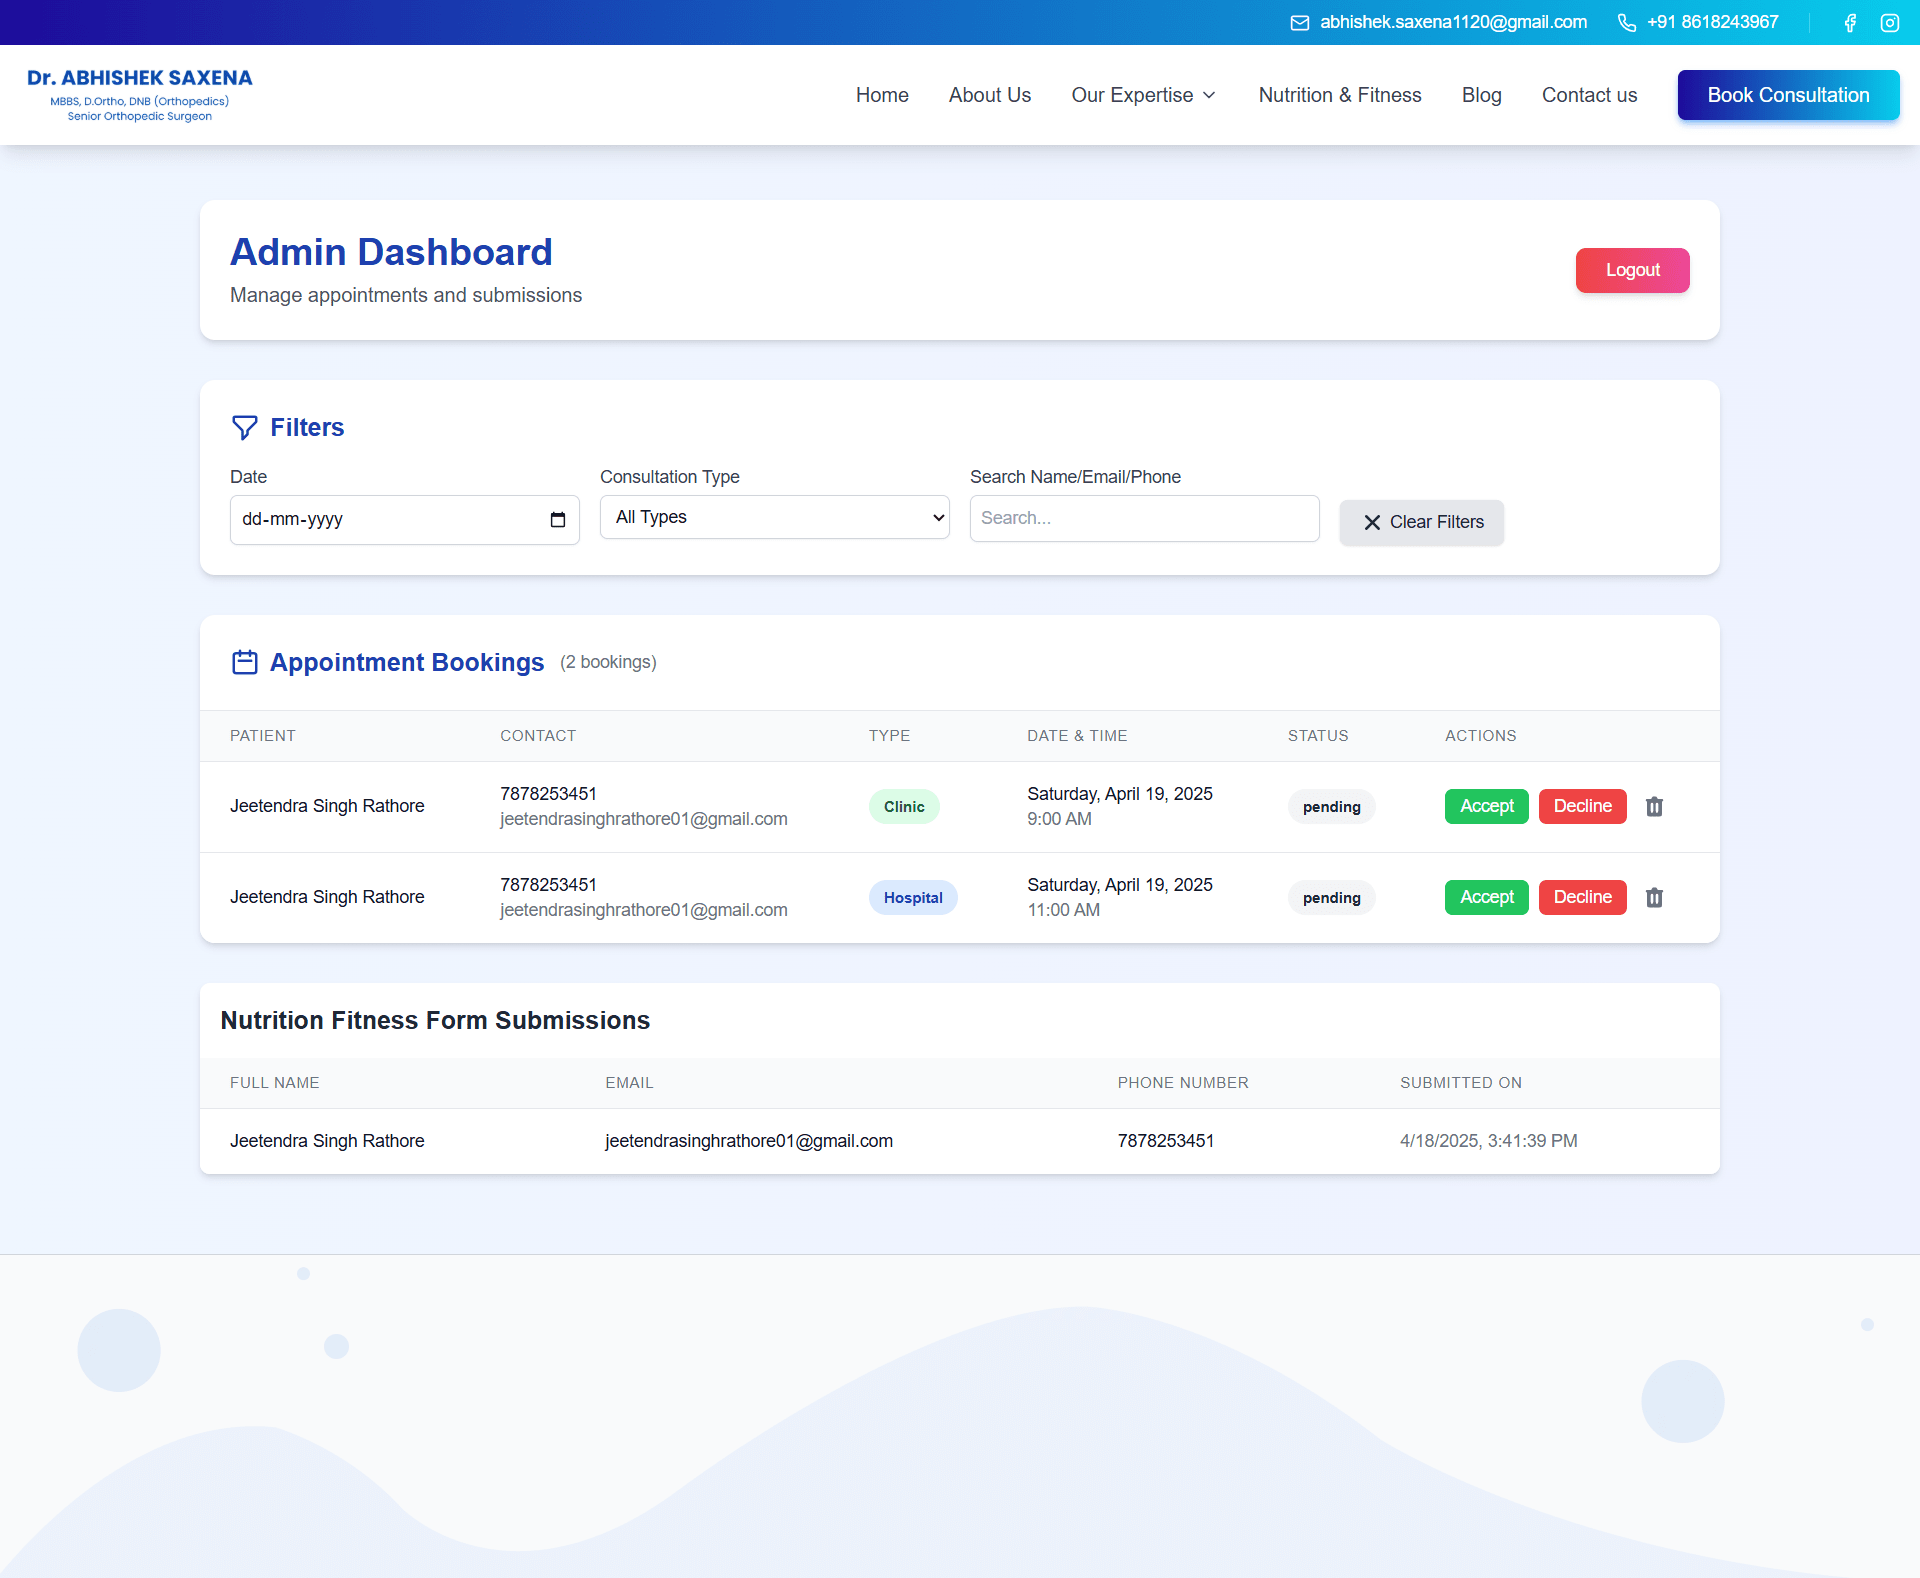 abhishek.saxena1120@gmail.com +91 8618243967
Dr. ABHISHEK SAXENA
MBBS, D.Ortho, DNB (Orthopedics)
Senior Orthopedic Surgeon
Home About Us Our Expertise Nutrition & Fitness Blog Contact us Book Consultation
Admin Dashboard
Manage appointments and submissions
Logout
Filters
Date Consultation Type Search Name/Email/Phone
dd-mm-yyyy All Types Search... Clear Filters
Appointment Bookings (2 bookings)
PATIENT CONTACT TYPE DATE & TIME STATUS ACTIONS
Jeetendra Singh Rathore 7878253451 Clinic Saturday, April 19, 2025 pending Accept Decline
jeetendrasinghrathore01@gmail.com 9:00 AM
Jeetendra Singh Rathore 7878253451 Hospital Saturday, April 19, 2025 pending Accept Decline
jeetendrasinghrathore01@gmail.com 11:00 AM
Nutrition Fitness Form Submissions
FULL NAME EMAIL PHONE NUMBER SUBMITTED ON
Jeetendra Singh Rathore jeetendrasinghrathore01@gmail.com 7878253451 4/18/2025, 3:41:39 PM